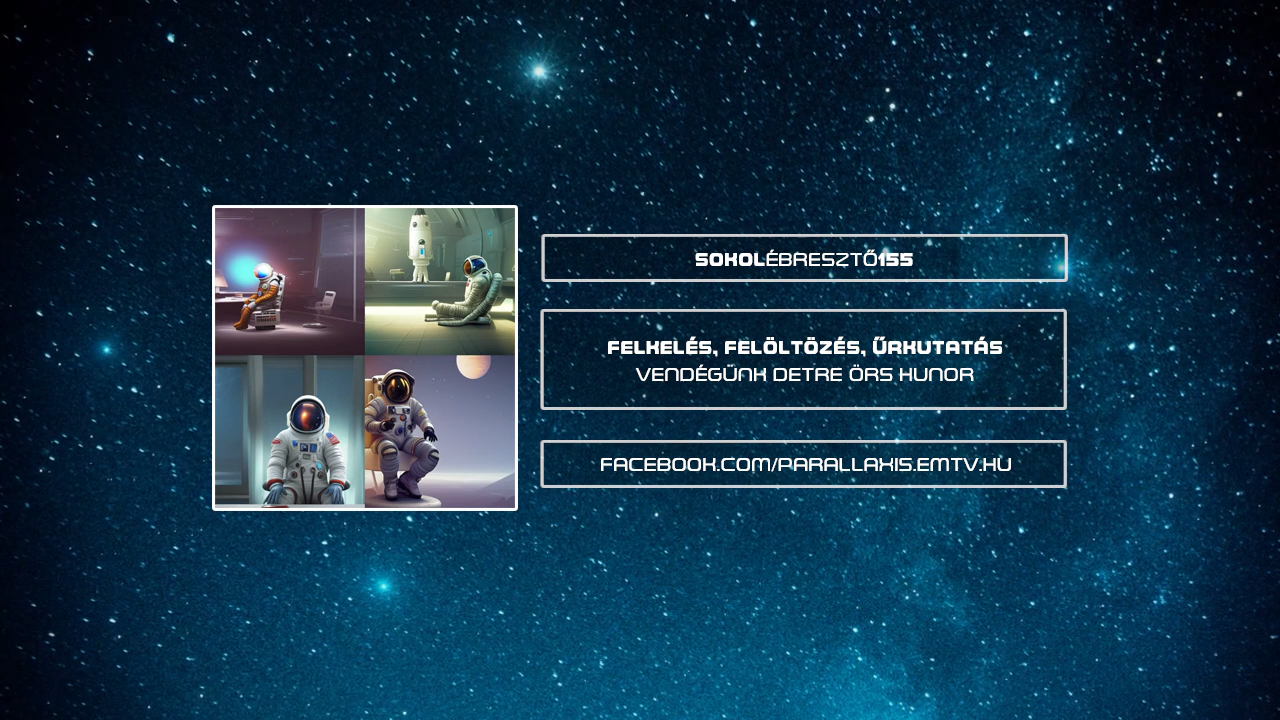 SOKOLÉBRESZTŐ155
FELKELÉS, FELÖLTÖZÉS, ŰRKUTATÁS
VENDÉGÜNK DETRE ÖRS HUNOR
FACEBOOK.COM/PARALLAXIS.EMTV.HU